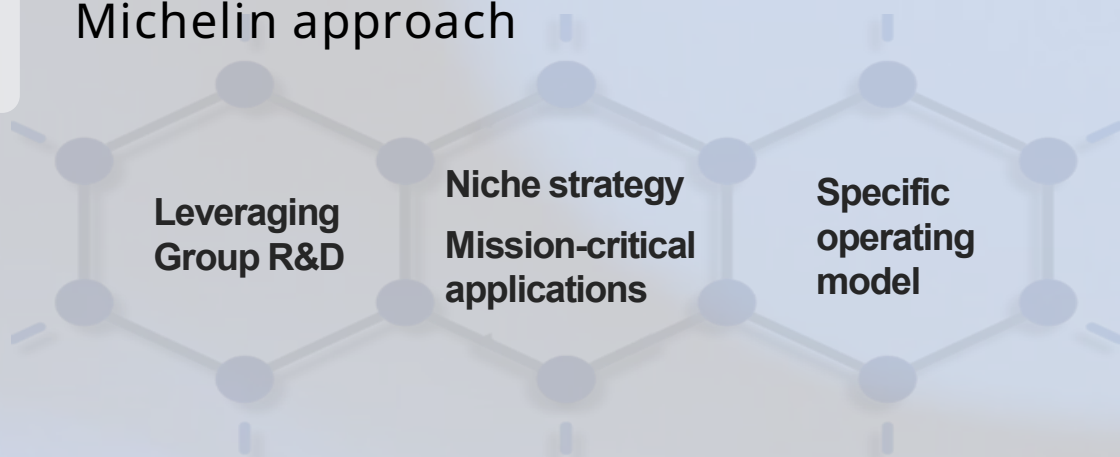 Michelin approach
Leveraging
Group R&D
Niche strategy
Mission-critical
applications
Specific
operating
model